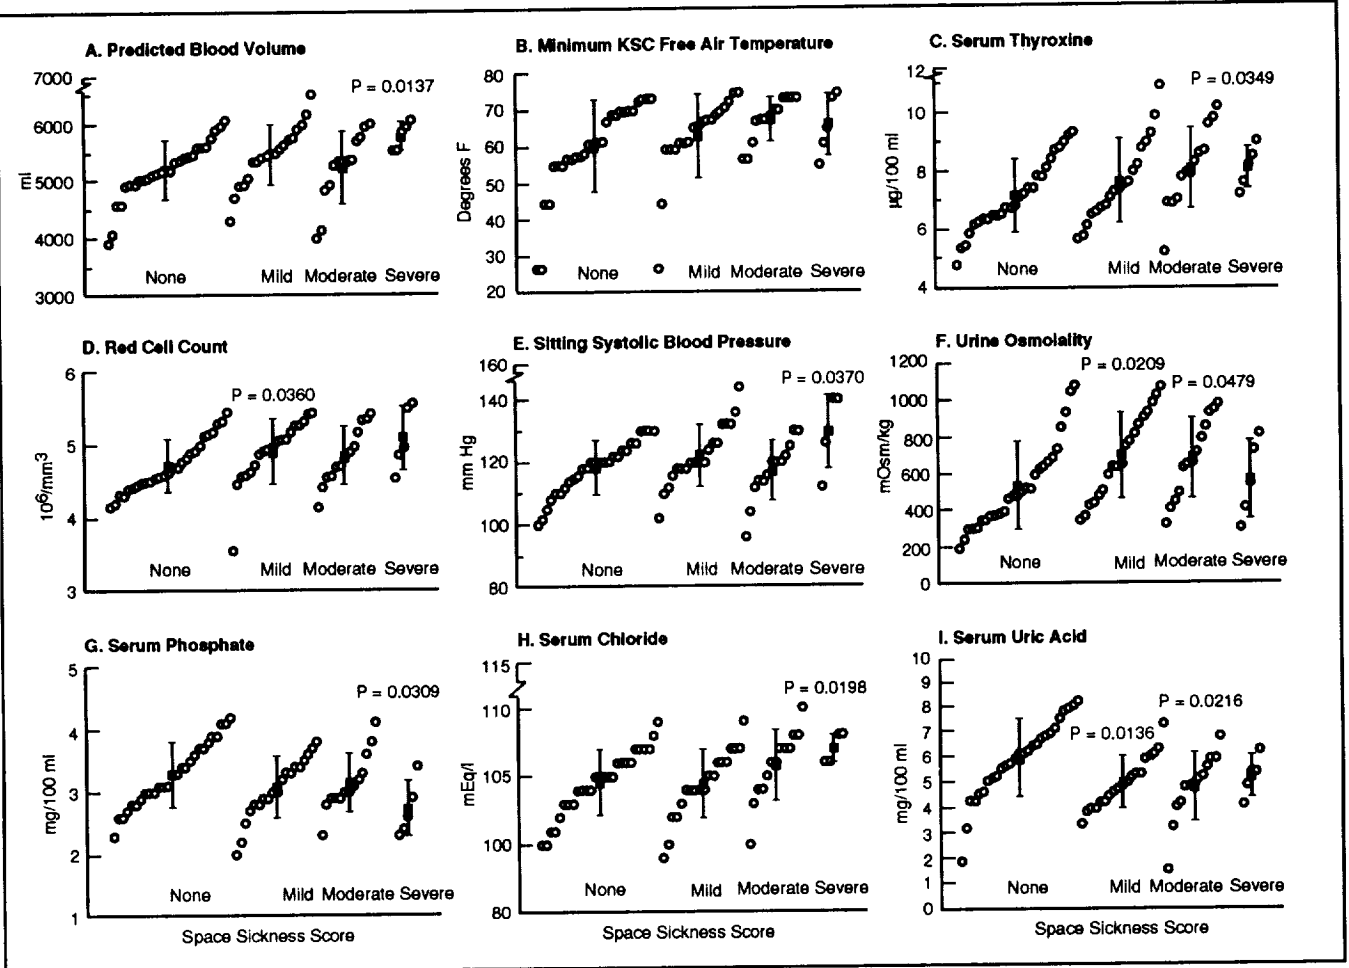 A. Predicted Blood Volume
7000
6000
5000
4000
3000
ml
P = 0.0137
None Mild Moderate Severe
B. Minimum KSC Free Air Temperature
80
70
60
50
40
30
20
Degrees F
None Mild Moderate Severe
C. Serum Thyroxine
12
10
8
6
4
µg/100 ml
P = 0.0349
None Mild Moderate Severe
D. Red Cell Count
6
5
4
3
10⁶/mm³
P = 0.0360
None Mild Moderate Severe
E. Sitting Systolic Blood Pressure
160
140
120
100
80
mm Hg
P = 0.0370
None Mild Moderate Severe
F. Urine Osmolality
1200
1000
800
600
400
200
0
mOsm/kg
P = 0.0209
P = 0.0479
None Mild Moderate Severe
G. Serum Phosphate
5
4
3
2
1
mg/100 ml
P = 0.0309
None Mild Moderate Severe
Space Sickness Score
H. Serum Chloride
115
110
105
100
80
mEq/l
P = 0.0198
None Mild Moderate Severe
Space Sickness Score
I. Serum Uric Acid
10
9
8
7
6
5
4
3
2
1
0
mg/100 ml
P = 0.0136
P = 0.0216
None Mild Moderate Severe
Space Sickness Score